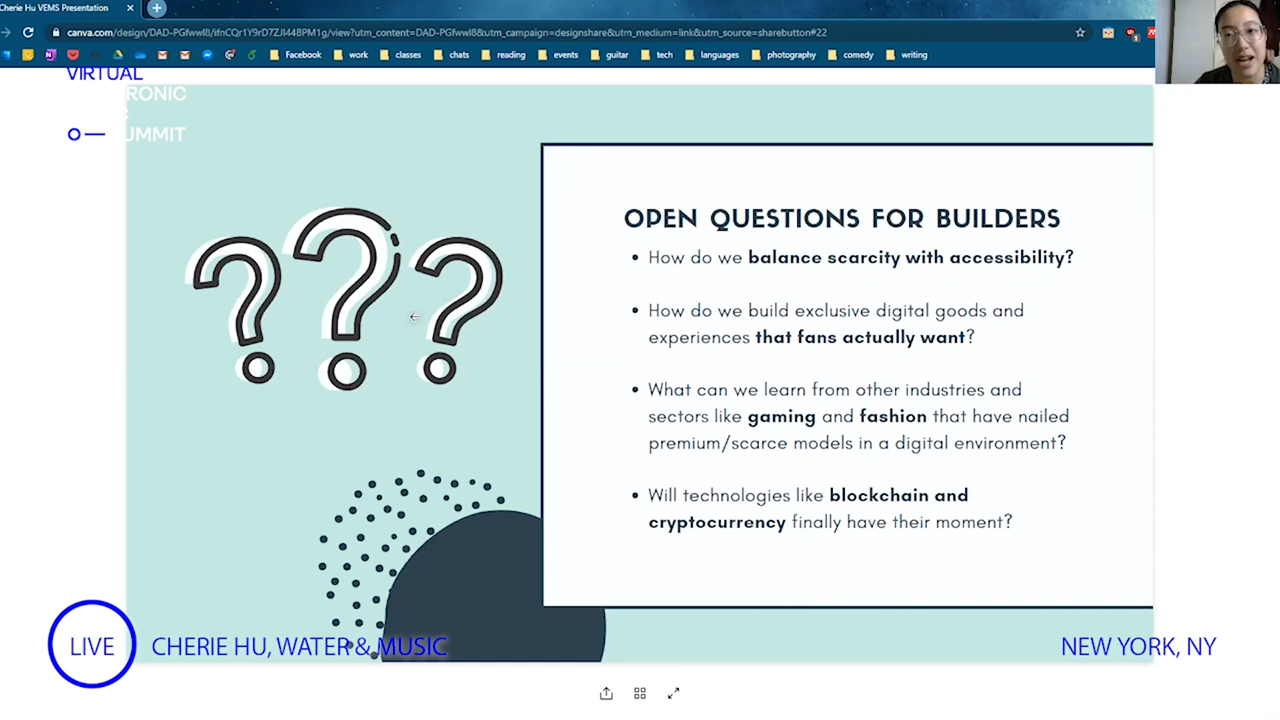 Cherie Hu VEMS Presentation
canva.com/design/DAD-PGfwwI8/ifnCQr1Y9rD7ZJI448PM1g/view?utm_content=DAD-PGfwwI8&utm_campaign=designshare&utm_medium=link&utm_source=sharebutton#22
Facebook work classes chats reading events guitar tech languages photography comedy writing
VIRTUAL
RONIC
UMMIT
OPEN QUESTIONS FOR BUILDERS
• How do we balance scarcity with accessibility?
• How do we build exclusive digital goods and
experiences that fans actually want?
• What can we learn from other industries and
sectors like gaming and fashion that have nailed
premium/scarce models in a digital environment?
• Will technologies like blockchain and
cryptocurrency finally have their moment?
LIVE CHERIE HU, WATER & MUSIC
NEW YORK, NY